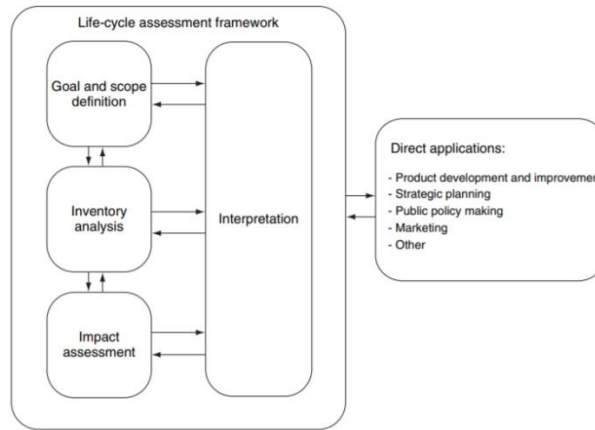 Life-cycle assessment framework
Goal and scope
definition
Inventory
analysis
Impact
assessment
Interpretation
Direct applications:
- Product development and improvement
- Strategic planning
- Public policy making
- Marketing
- Other